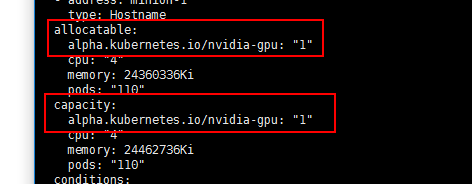 - address: minion-1
type: Hostname
allocatable:
alpha.kubernetes.io/nvidia-gpu: "1"
cpu: "4"
memory: 24360336Ki
pods: "110"
capacity:
alpha.kubernetes.io/nvidia-gpu: "1"
cpu: "4"
memory: 24462736Ki
pods: "110"
conditions: